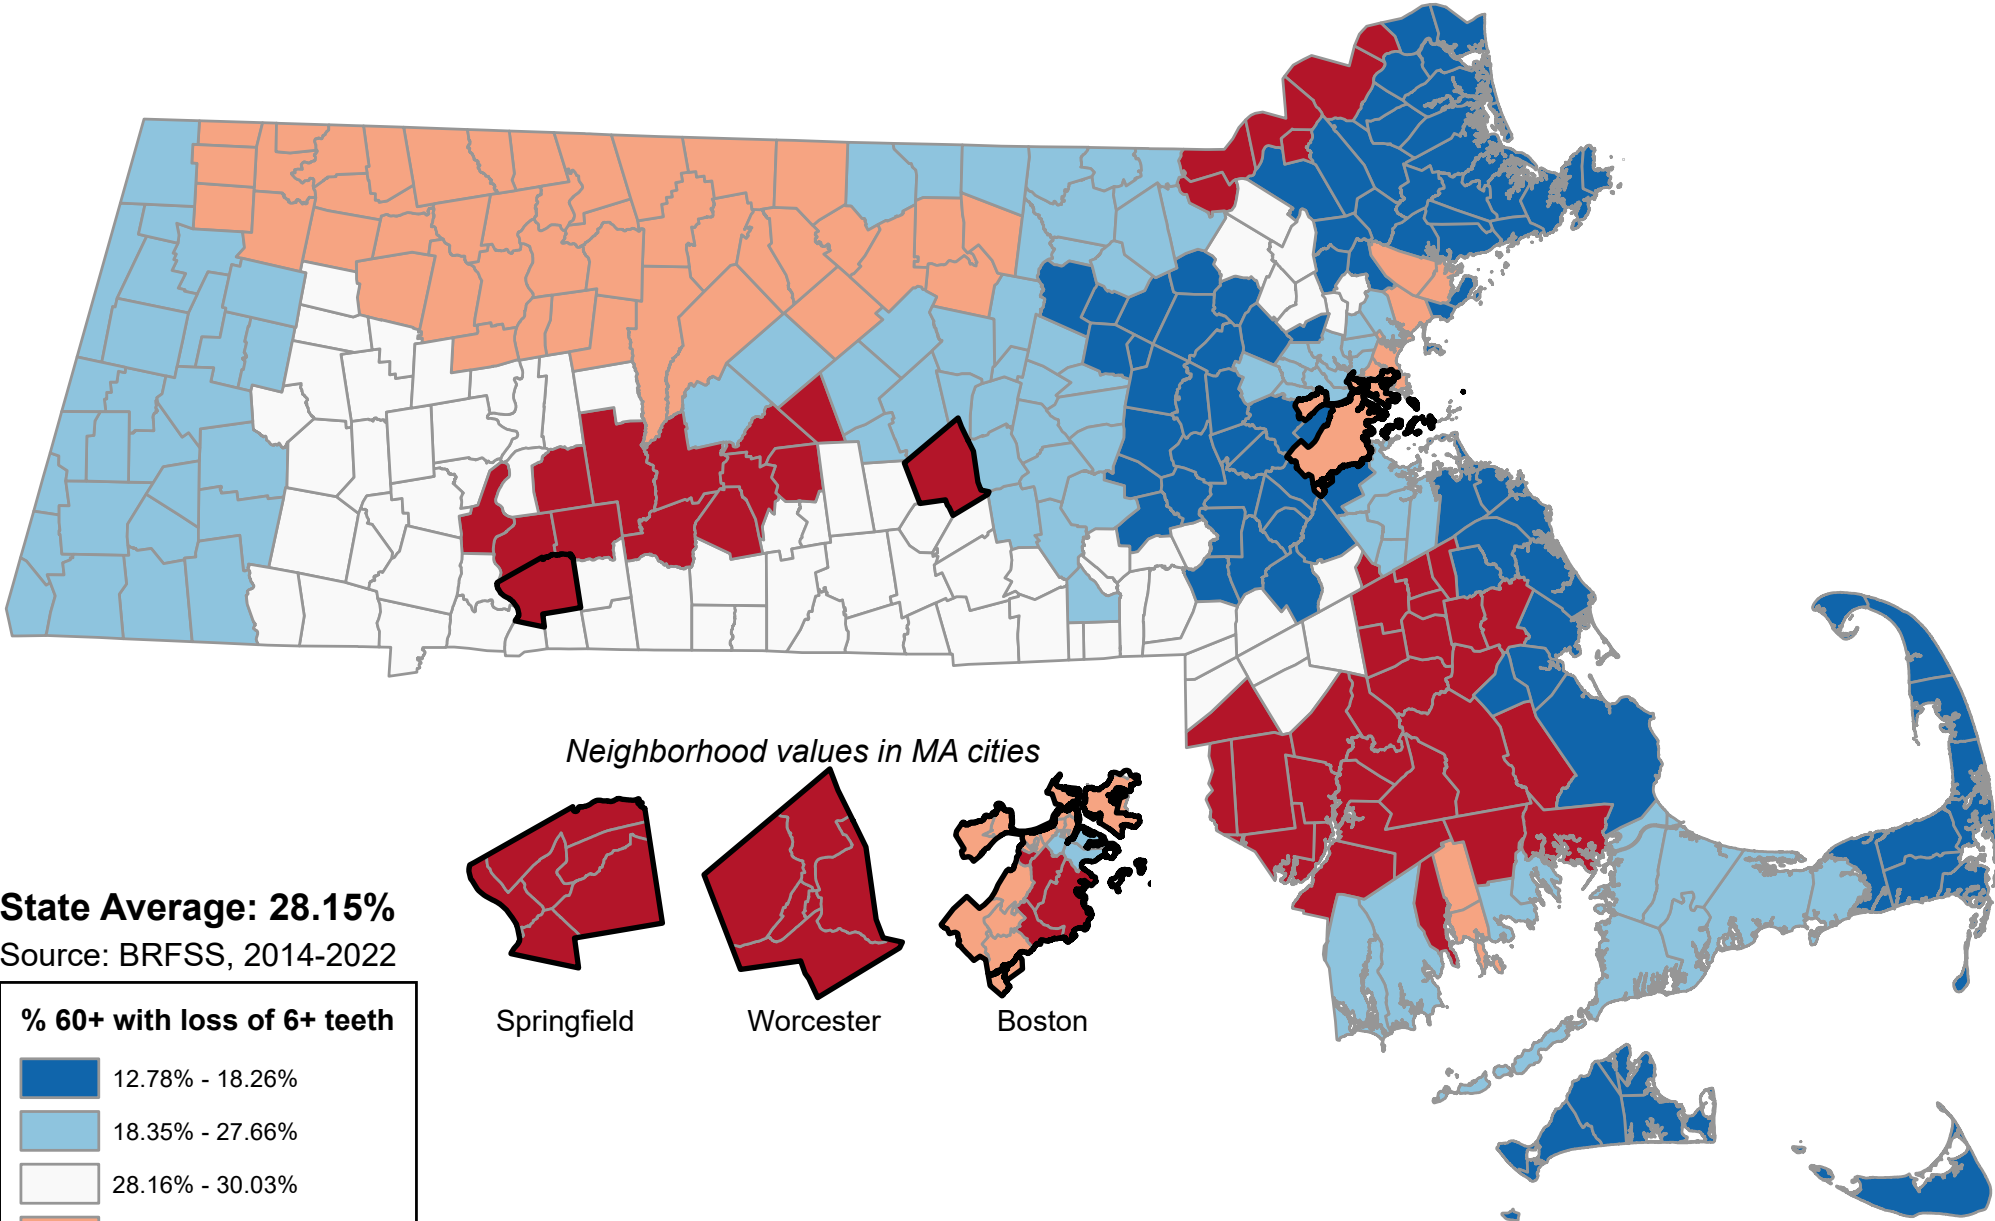 Neighborhood values in MA cities
Springfield
Worcester
Boston
State Average: 28.15%
Source: BRFSS, 2014-2022
% 60+ with loss of 6+ teeth
12.78% - 18.26%
18.35% - 27.66%
28.16% - 30.03%